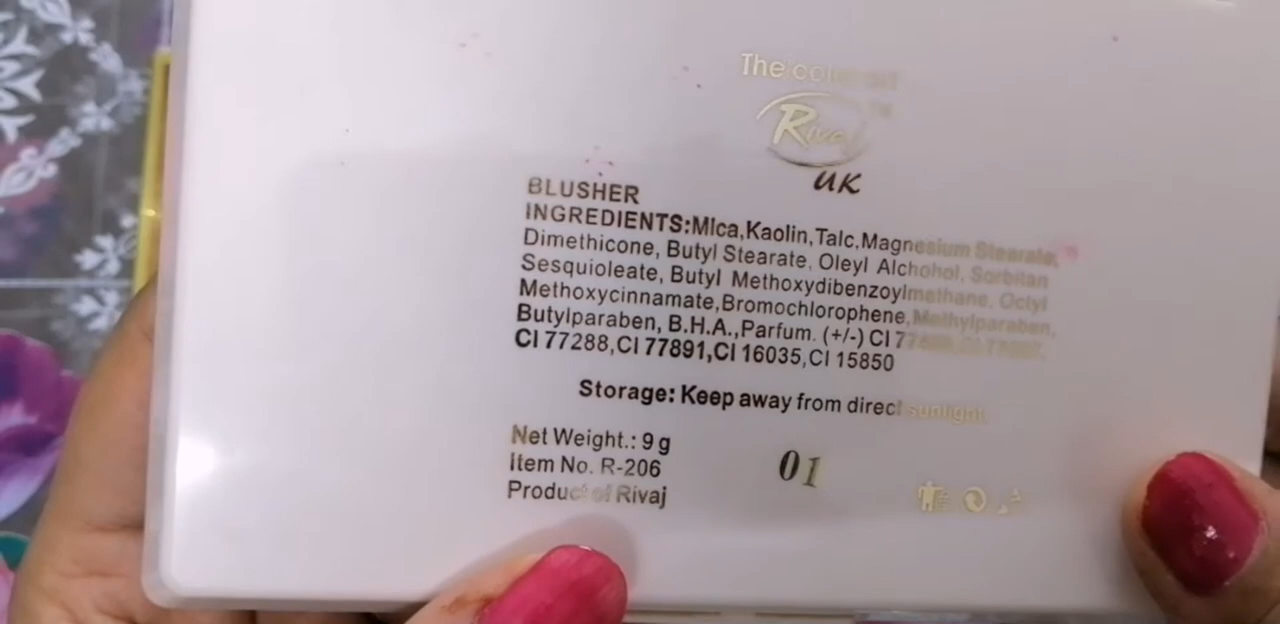 The color of
Rivaj
UK
BLUSHER
INGREDIENTS:MIca,Kaolin,Talc,Magnesium Stearate,
Dimethicone, Butyl Stearate, Oleyl Alchohol, Sorbitan
Sesquioleate, Butyl Methoxydibenzoylmethane, Octyl
Methoxycinnamate,Bromochlorophene,Methylparaben,
Butylparaben, B.H.A.,Parfum. (+/-) CI
CI 77288,CI 77891,CI 16035,CI 15850
Storage: Keep away from direct sunlight.
Net Weight.: 9 g
Item No. R-206
Product of Rivaj
01